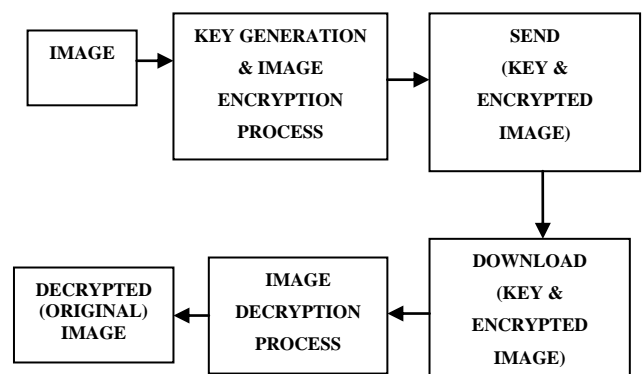 IMAGE
KEY GENERATION
& IMAGE
ENCRYPTION
PROCESS
SEND
(KEY &
ENCRYPTED
IMAGE)
DOWNLOAD
(KEY &
ENCRYPTED
IMAGE)
IMAGE
DECRYPTION
PROCESS
DECRYPTED
(ORIGINAL)
IMAGE